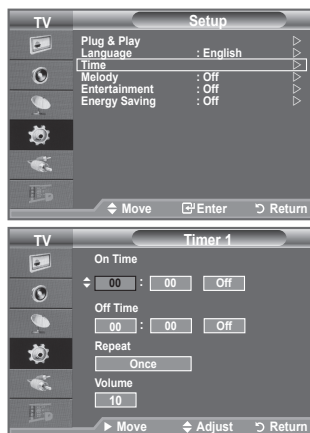 TV Setup
Plug & Play
Language : English
Time
Melody : Off
Entertainment : Off
Energy Saving : Off
Move Enter Return
TV Timer 1
On Time
00 : 00 Off
Off Time
00 : 00 Off
Repeat
Once
Volume
10
Move Adjust Return